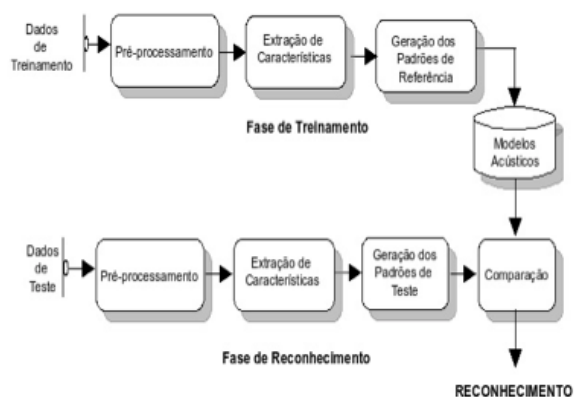 Dados
de
Treinamento
Pré-processamento
Extração de
Características
Geração dos
Padrões de
Referência
Fase de Treinamento
Modelos
Acústicos
Dados
de
Teste
Pré-processamento
Extração de
Características
Geração dos
Padrões de
Teste
Comparação
Fase de Reconhecimento
RECONHECIMENTO